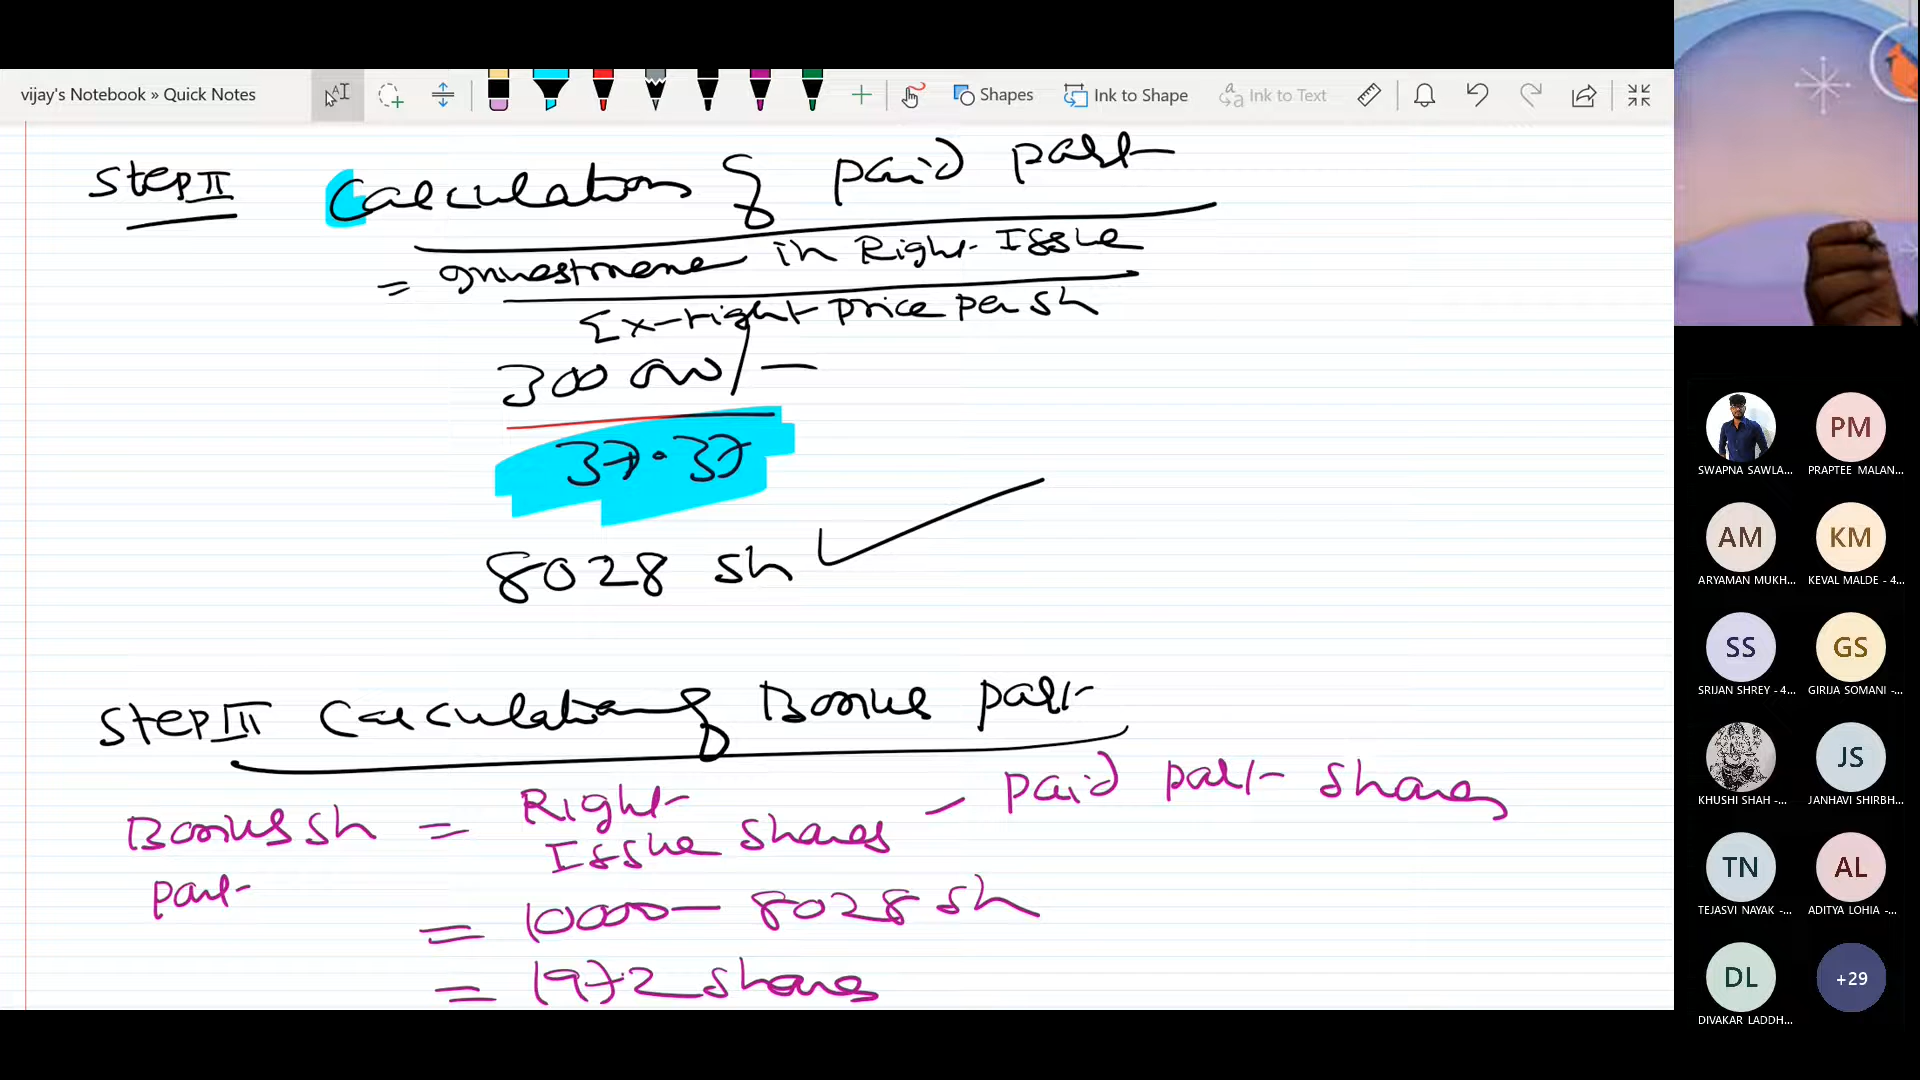 vijay's Notebook » Quick Notes
Shapes
Ink to Shape
Ink to Text
Step II Calculation of paid part
= Investment in Right Issue
Ex-right price per sh
300 000/-
37.37
8028 sh
Step III Calculation of Bonus part
Bonus sh part = Right Issue shares - paid part shares
= 10000 - 8028 sh
= 1972 shares
SWAPNA SAWLA...
PM
PRAPTEE MALAN...
AM
ARYAMAN MUKH...
KM
KEVAL MALDE - 4...
SS
SRIJAN SHREY - 4...
GS
GIRIJA SOMANI -...
KHUSHI SHAH -...
JS
JANHAVI SHIRBH...
TN
TEJASVI NAYAK -...
AL
ADITYA LOHIA -...
DL
DIVAKAR LADDH...
+29